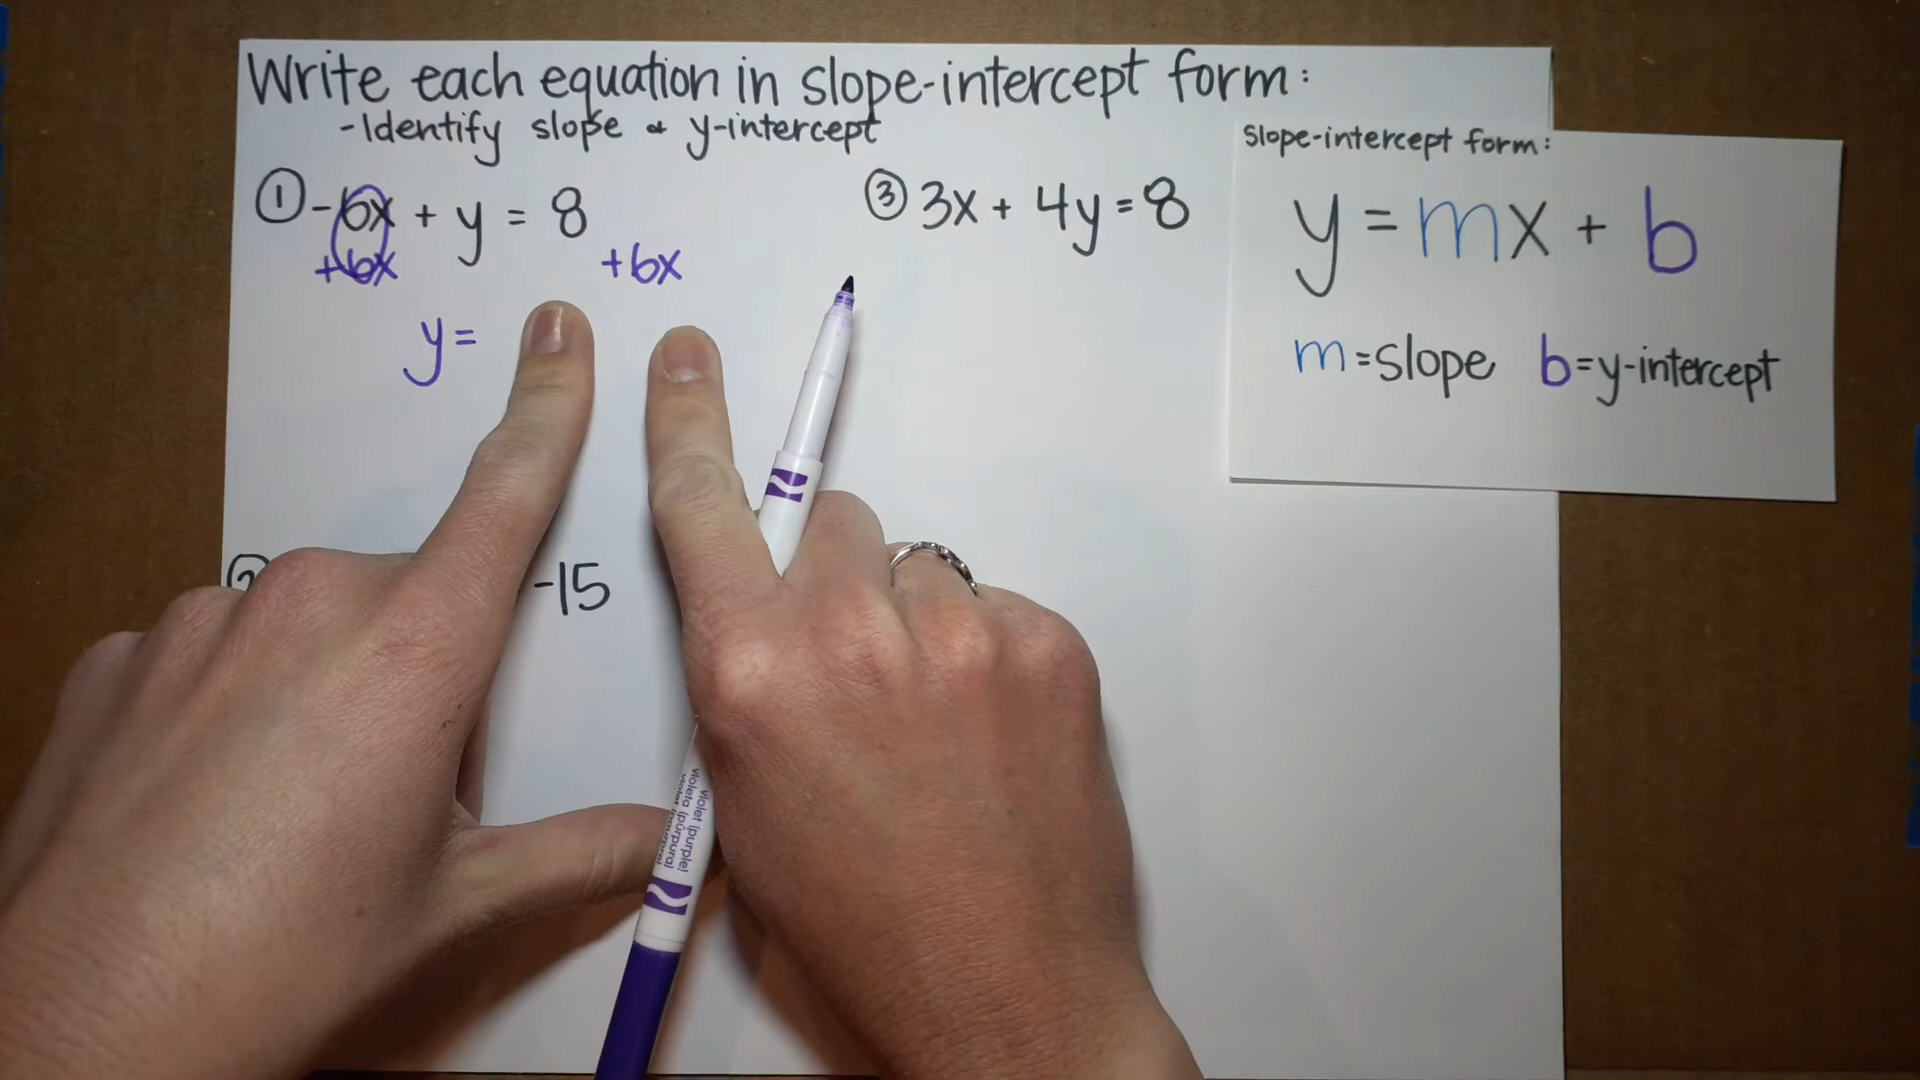 Write each equation in slope-intercept form:
-Identify slope & y-intercept
① -6x + y = 8
+6x +6x
y =
② -15
③ 3x + 4y = 8
Slope-intercept form:
y = mx + b
m = slope b = y-intercept
violet (purple)
violeta (púrpura)